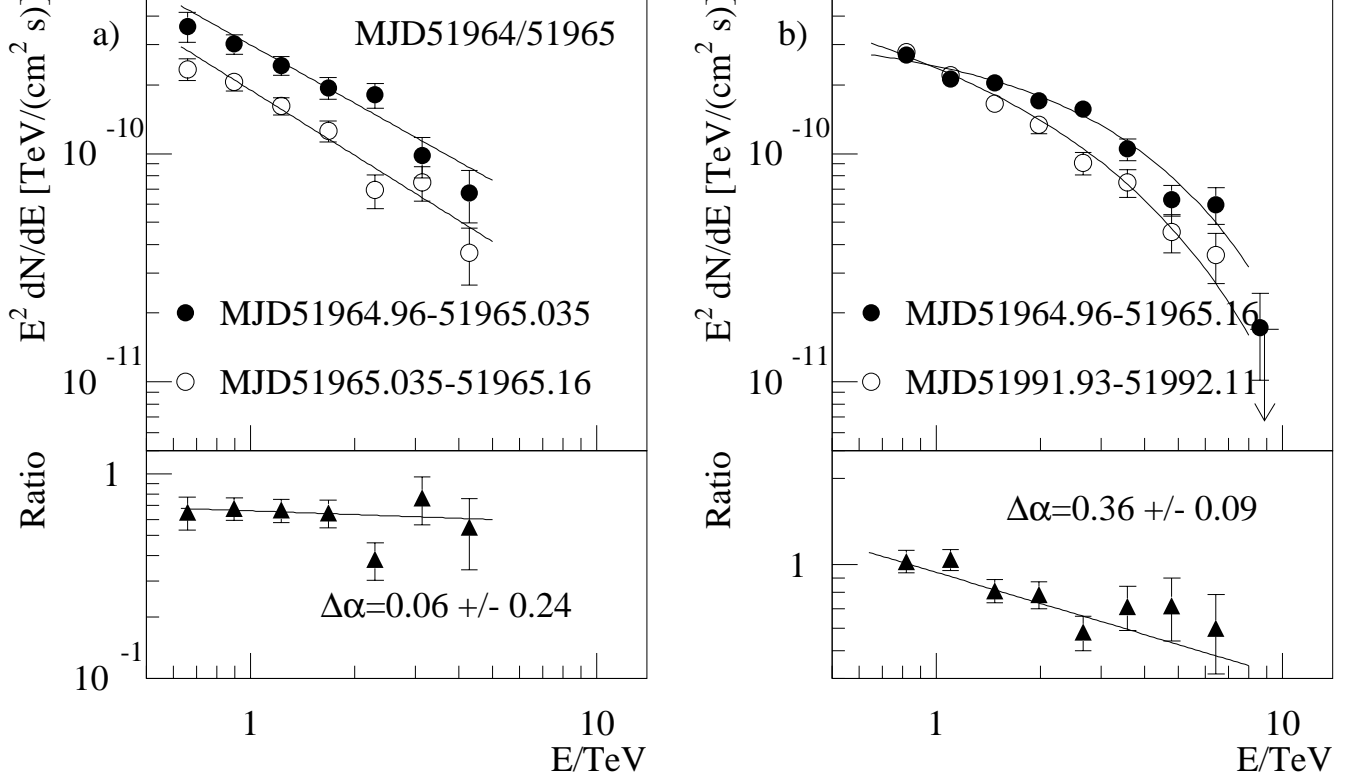 a)
MJD51964/51965
E² dN/dE [TeV/(cm² s)]
10⁻¹⁰
10⁻¹¹
● MJD51964.96-51965.035
○ MJD51965.035-51965.16
Ratio
1
10⁻¹
Δα=0.06 +/- 0.24
1 10
E/TeV
b)
E² dN/dE [TeV/(cm² s)]
10⁻¹⁰
10⁻¹¹
● MJD51964.96-51965.16
○ MJD51991.93-51992.11
Ratio
1
Δα=0.36 +/- 0.09
1 10
E/TeV